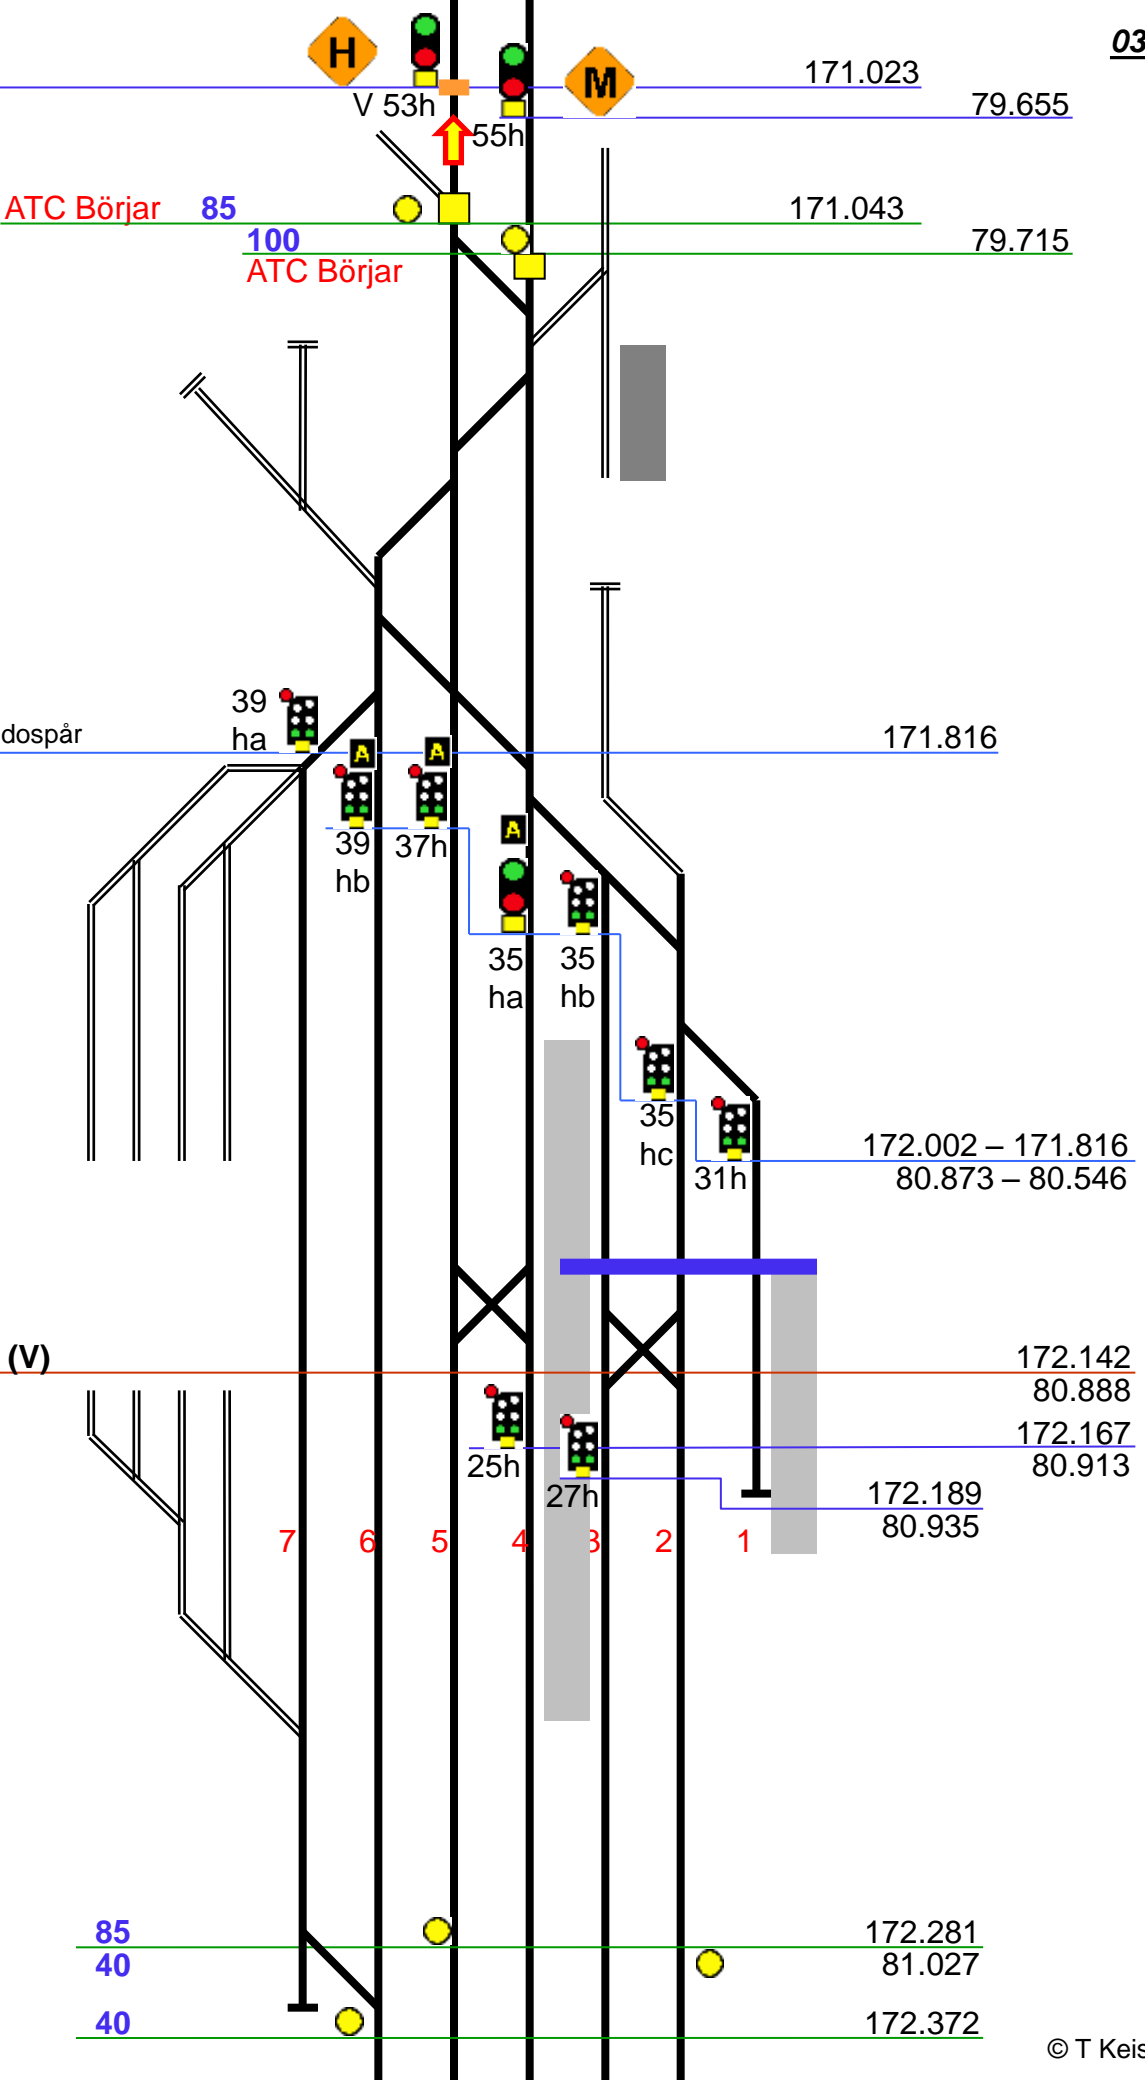 03
H
M
171.023
V 53h
79.655
55h
ATC Börjar 85
171.043
100
79.715
ATC Börjar
39
ha
dospår
171.816
A
A
39
hb
37h
A
35
ha
35
hb
35
hc
31h
172.002 – 171.816
80.873 – 80.546
(V)
172.142
80.888
172.167
25h
80.913
27h
172.189
80.935
7 6 5 4 3 2 1
85
172.281
40
81.027
40
172.372
© T Keis